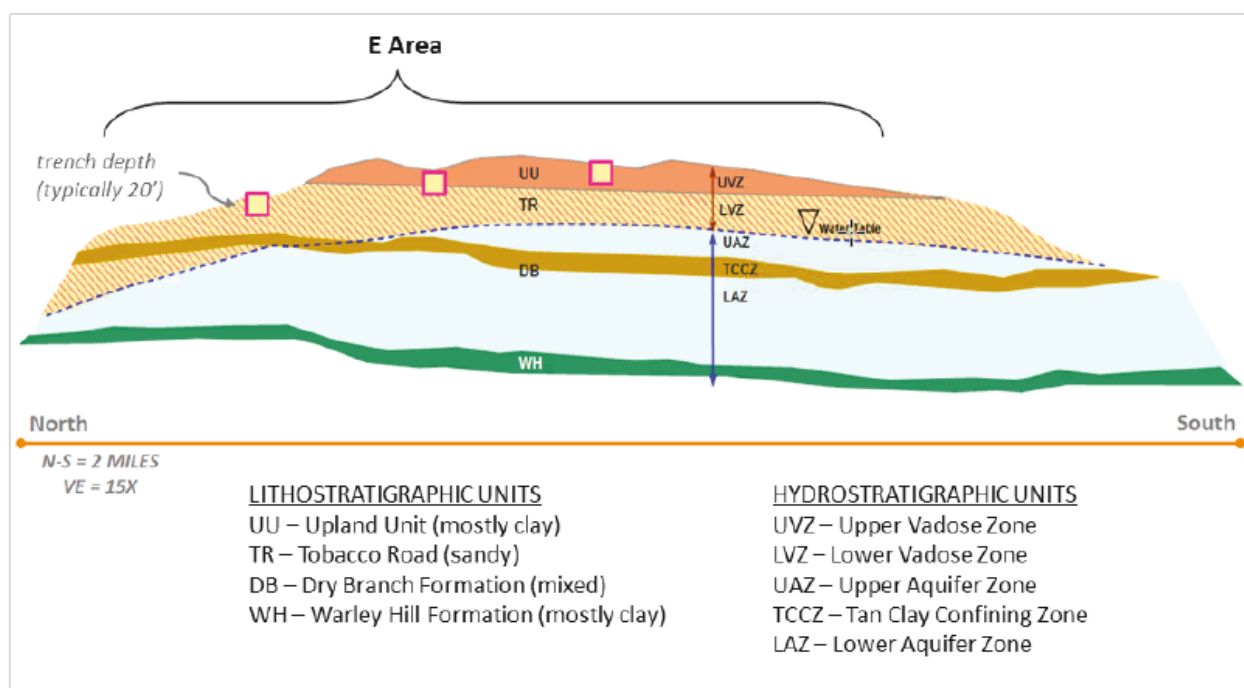 E Area
trench depth
(typically 20')
UU
UVZ
TR
LVZ
Water Table
UAZ
DB
TCCZ
LAZ
WH
North
South
N-S = 2 MILES
VE = 15X
LITHOSTRATIGRAPHIC UNITS
UU – Upland Unit (mostly clay)
TR – Tobacco Road (sandy)
DB – Dry Branch Formation (mixed)
WH – Warley Hill Formation (mostly clay)
HYDROSTRATIGRAPHIC UNITS
UVZ – Upper Vadose Zone
LVZ – Lower Vadose Zone
UAZ – Upper Aquifer Zone
TCCZ – Tan Clay Confining Zone
LAZ – Lower Aquifer Zone